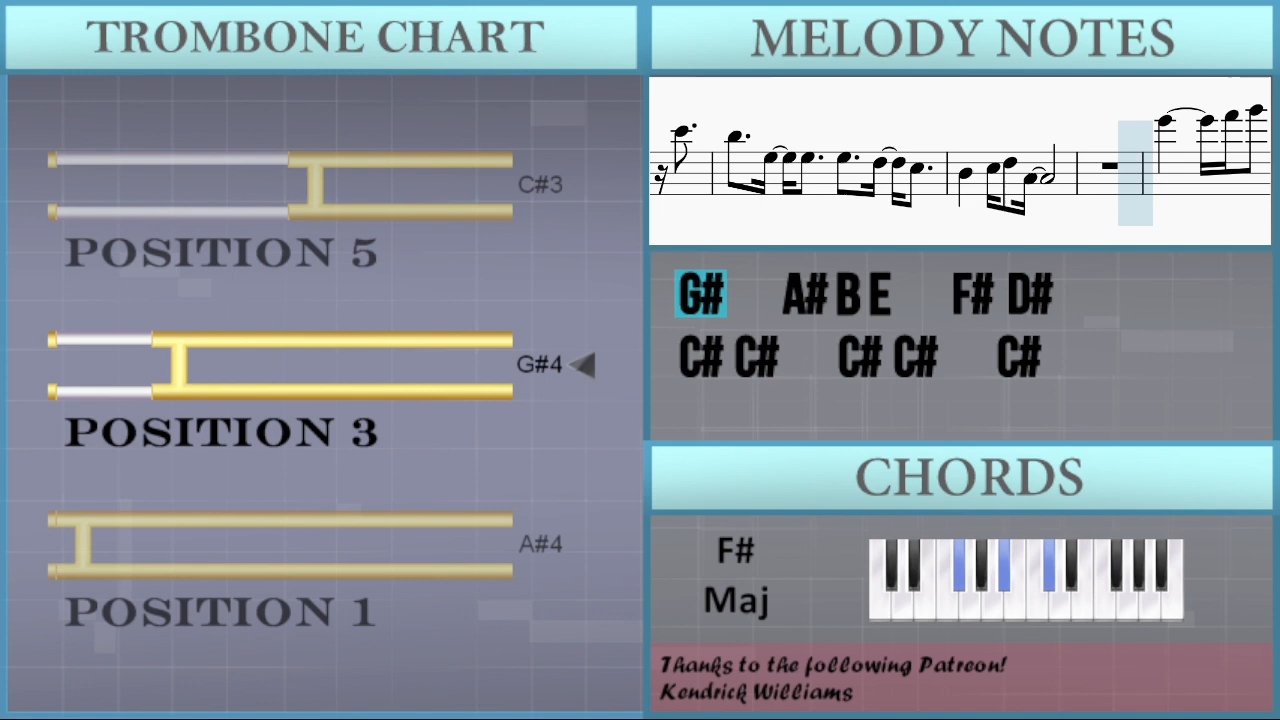 TROMBONE CHART
C#3
POSITION 5
G#4
POSITION 3
A#4
POSITION 1
MELODY NOTES
G# A# B E F# D#
C# C# C# C# C#
CHORDS
F#
Maj
Thanks to the following Patreon!
Kendrick Williams